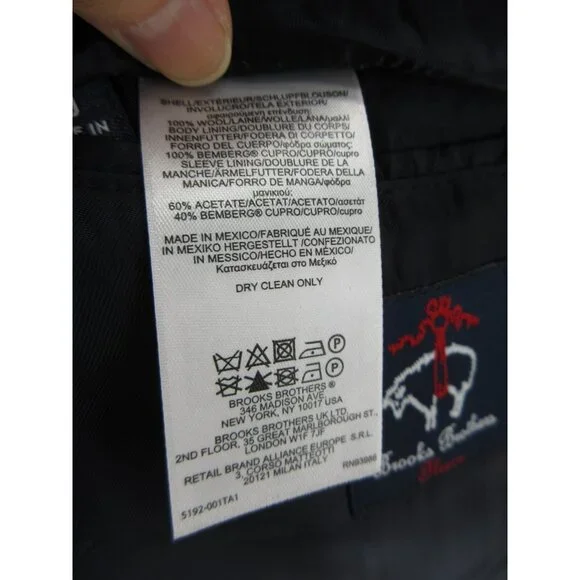 SHELL/EXTÉRIEUR/SCHLUPFBLOUSON/
INVOLUCRO/TELA EXTERIOR/
αφαιρούμενη επένδυση:
100% WOOL/LAINE/WOLLE/LANA/μαλλί
BODY LINING/DOUBLURE DU CORPS/
INNENFUTTER/FODERA DI CORPETTO/
FORRO DEL CUERPO/φόδρα σώματος:
100% BEMBERG® CUPRO/CUPRO/cupro
SLEEVE LINING/DOUBLURE DE LA
MANCHE/ÄRMELFUTTER/FODERA DELLA
MANICA/FORRO DE MANGA/φόδρα
μανικιού:
60% ACETATE/ACETAT/ACETATO/ασετάτ
40% BEMBERG® CUPRO/CUPRO/cupro
MADE IN MEXICO/FABRIQUÉ AU MEXIQUE/
IN MEXIKO HERGESTELLT /CONFEZIONATO
IN MESSICO/HECHO EN MÉXICO/
Κατασκευάζεται στο Μεξικό
DRY CLEAN ONLY
P
P
BROOKS BROTHERS ®
346 MADISON AVE.
NEW YORK, NY 10017 USA
BROOKS BROTHERS UK LTD.
2ND FLOOR, 35 GREAT MARLBOROUGH ST.,
LONDON W1F 7JF
RETAIL BRAND ALLIANCE EUROPE S.R.L.
3, CORSO MATTEOTTI
20121 MILAN ITALY
RN93986
5192-001TA1
IN
Brooks Brothers